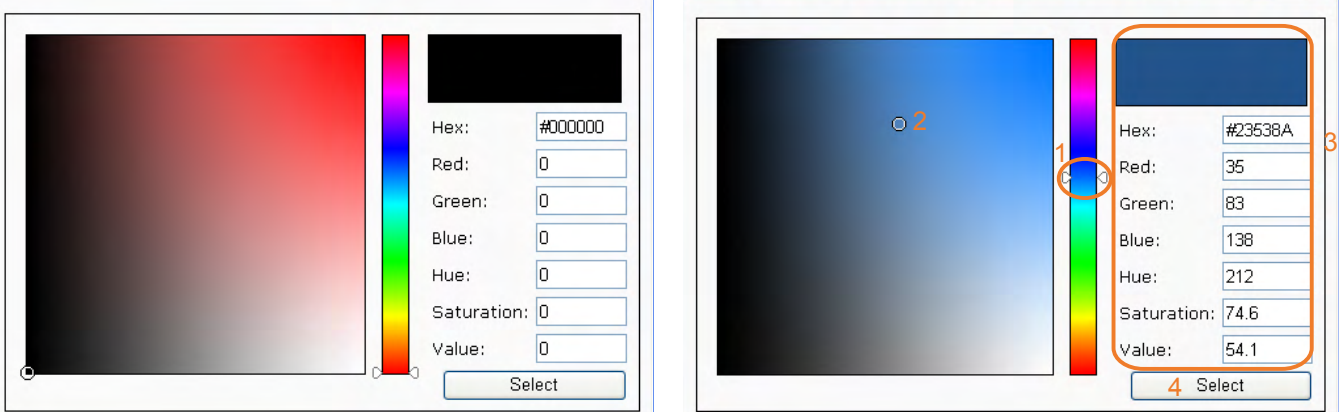 Hex: #000000
Red: 0
Green: 0
Blue: 0
Hue: 0
Saturation: 0
Value: 0
Select
2
1
3
Hex: #23538A
Red: 35
Green: 83
Blue: 138
Hue: 212
Saturation: 74.6
Value: 54.1
4 Select